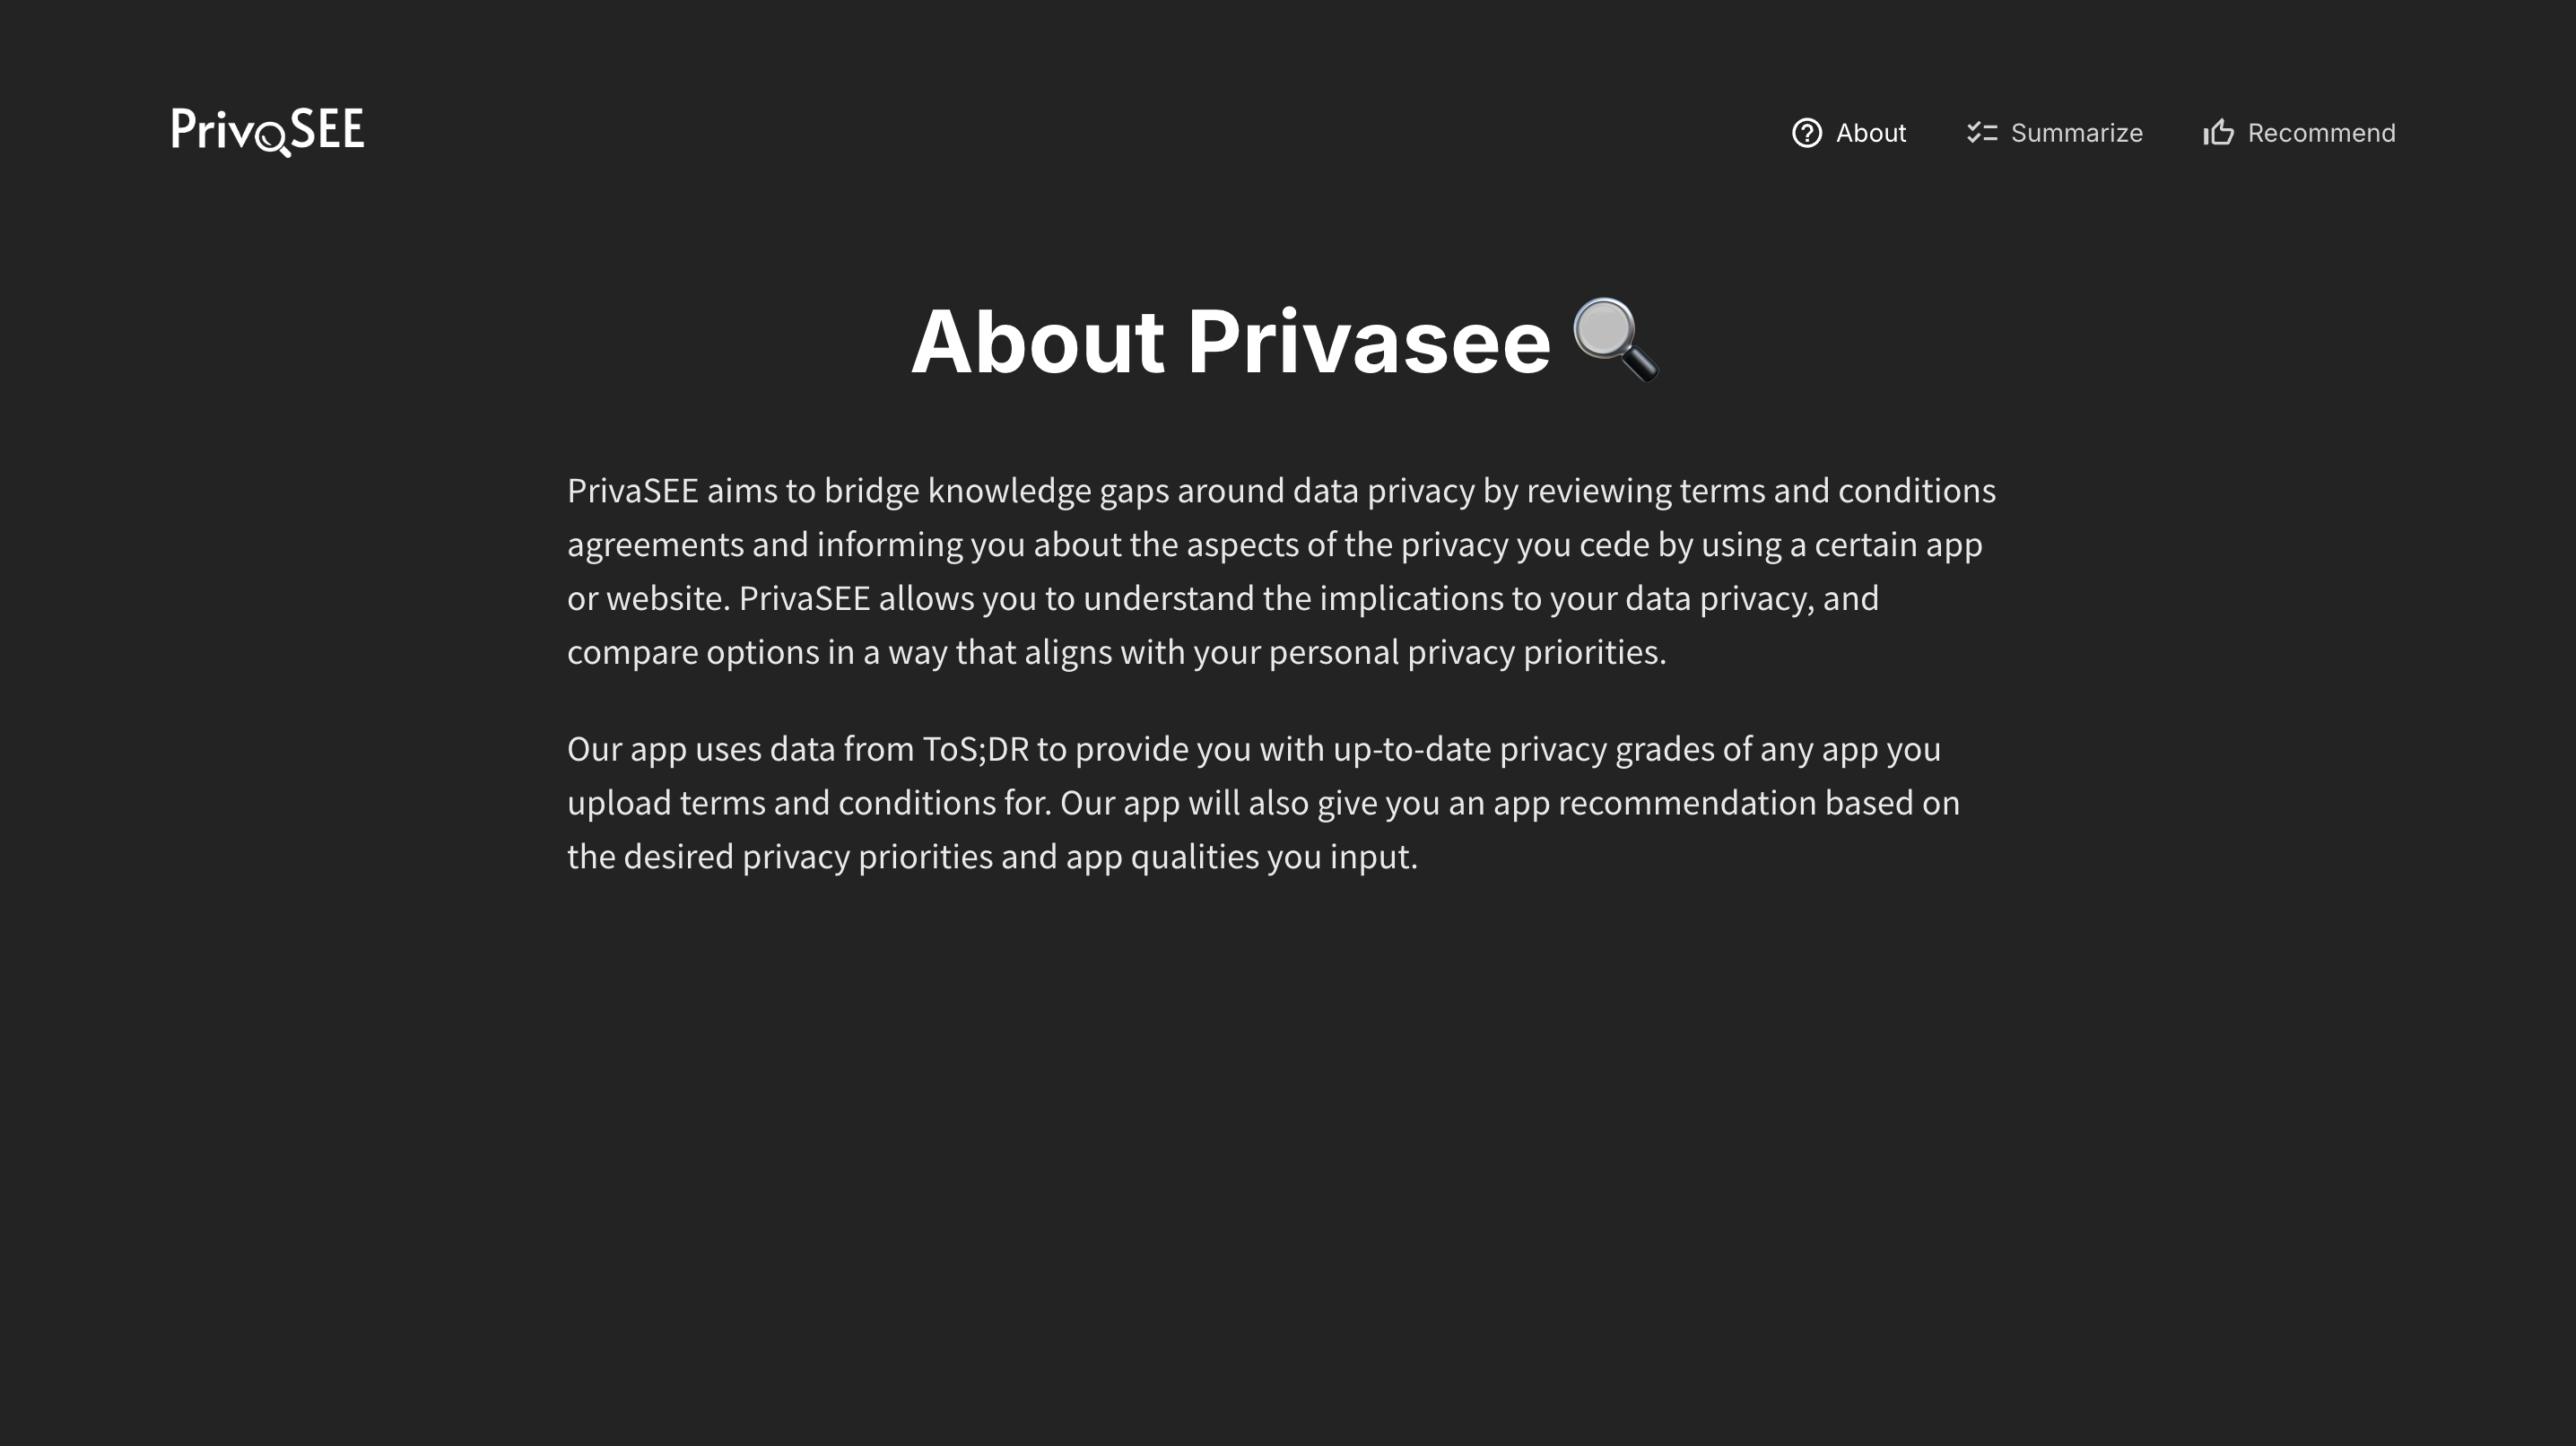 PrivaSEE
About
Summarize
Recommend
About Privasee
PrivaSEE aims to bridge knowledge gaps around data privacy by reviewing terms and conditions
agreements and informing you about the aspects of the privacy you cede by using a certain app
or website. PrivaSEE allows you to understand the implications to your data privacy, and
compare options in a way that aligns with your personal privacy priorities.
Our app uses data from ToS;DR to provide you with up-to-date privacy grades of any app you
upload terms and conditions for. Our app will also give you an app recommendation based on
the desired privacy priorities and app qualities you input.